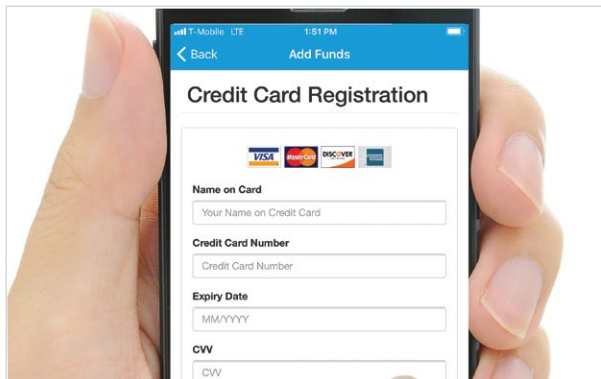 T-Mobile LTE 1:51 PM
Back Add Funds
Credit Card Registration
VISA MasterCard DISCOVER
Name on Card
Your Name on Credit Card
Credit Card Number
Credit Card Number
Expiry Date
MM/YYYY
CVV
CVV